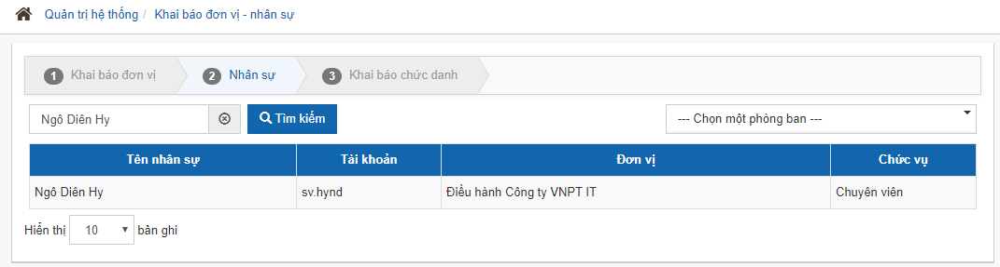 Quản trị hệ thống / Khai báo đơn vị - nhân sự
1 Khai báo đơn vị 2 Nhân sự 3 Khai báo chức danh
Ngô Diên Hy Tìm kiếm --- Chọn một phòng ban ---
Tên nhân sự Tài khoản Đơn vị Chức vụ
Ngô Diên Hy sv.hynd Điều hành Công ty VNPT IT Chuyên viên
Hiển thị 10 bản ghi